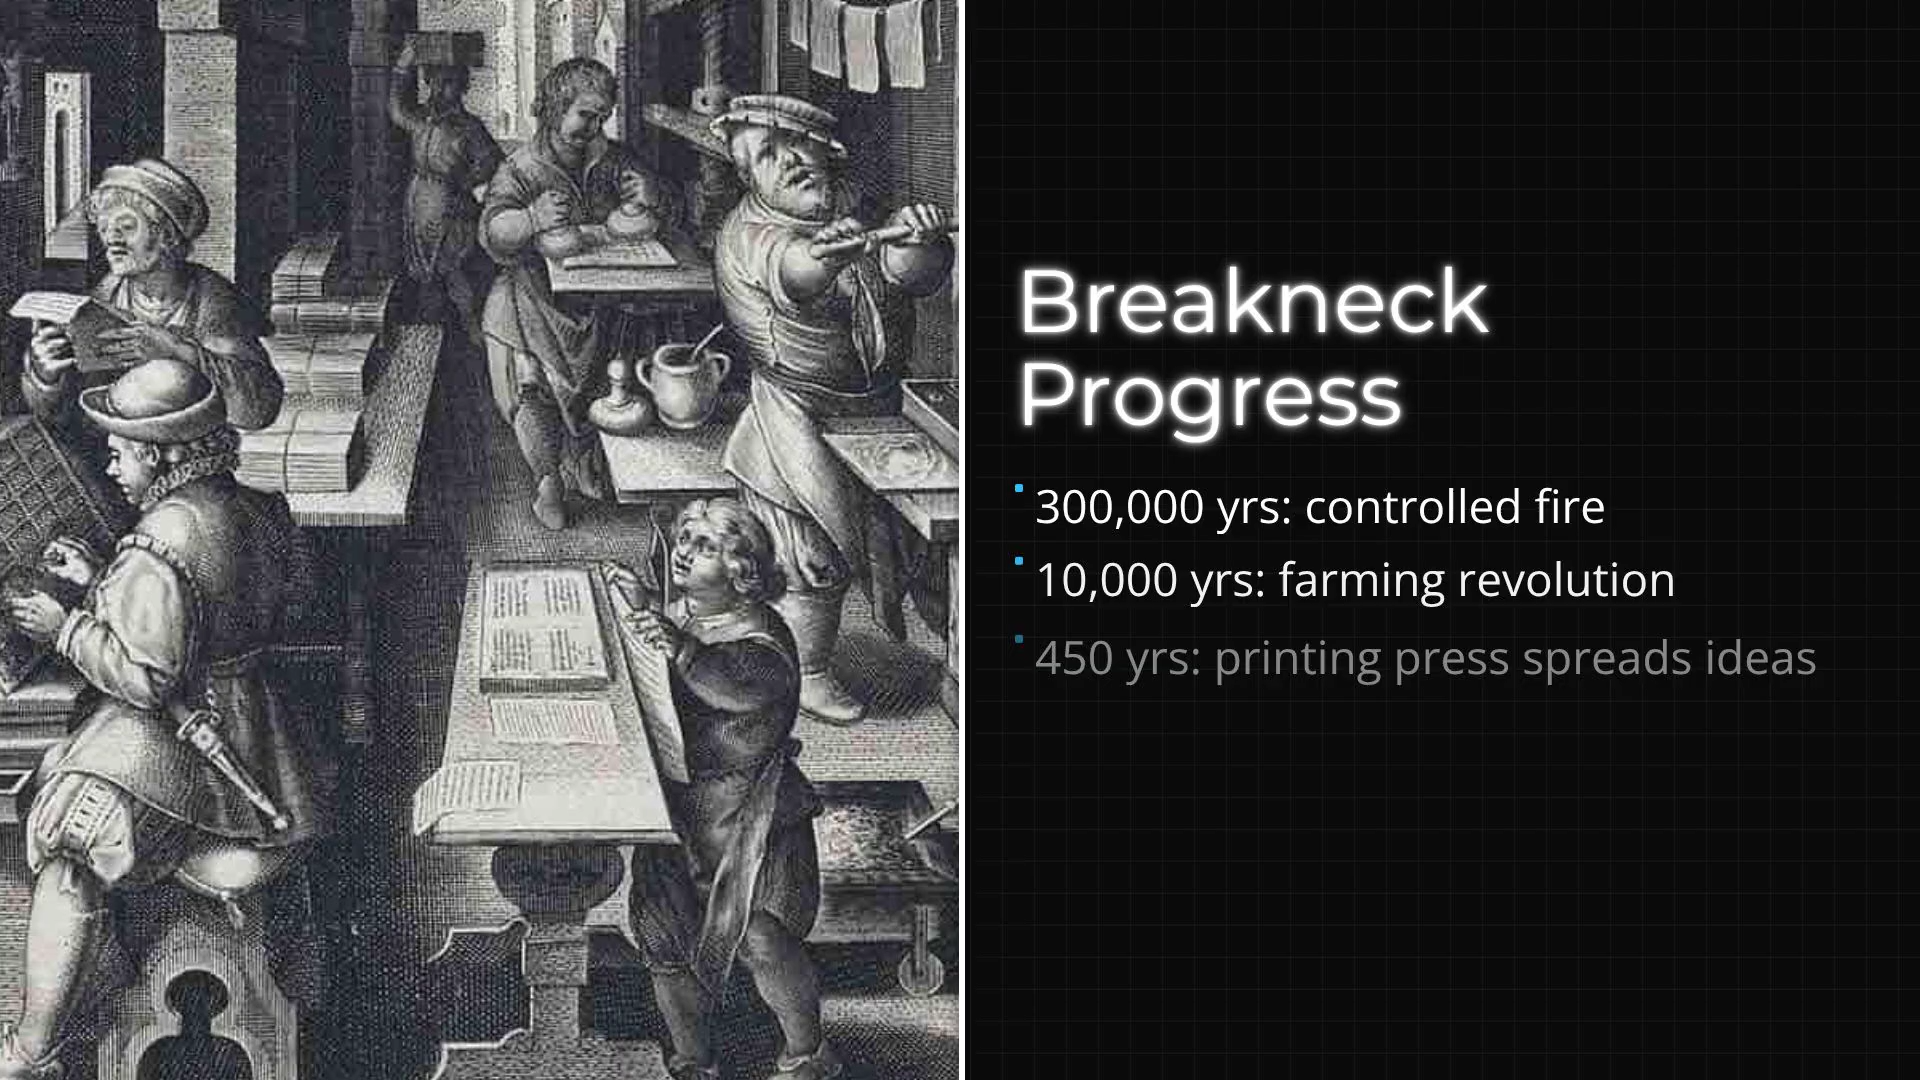 Breakneck
Progress
300,000 yrs: controlled fire
10,000 yrs: farming revolution
450 yrs: printing press spreads ideas